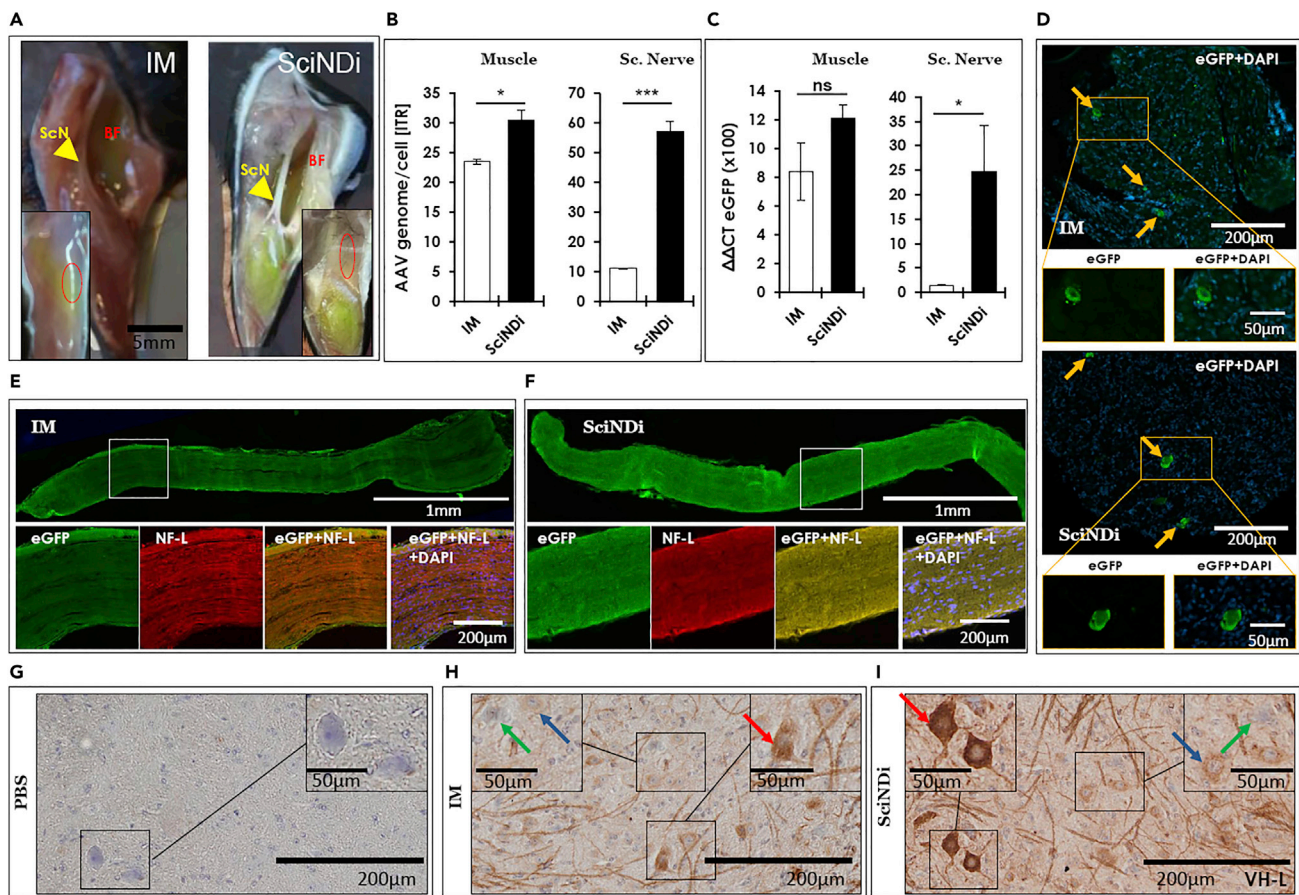 A
IM
ScN
BF
5mm
SciNDi
ScN
BF
B
Muscle
Sc. Nerve
AAV genome/cell [ITR]
35
30
25
20
15
10
5
0
*
IM
SciNDi
70
60
50
40
30
20
10
0
***
IM
SciNDi
C
Muscle
Sc. Nerve
ΔΔCT eGFP (x100)
14
12
10
8
6
4
2
0
ns
IM
SciNDi
40
35
30
25
20
15
10
5
0
*
IM
SciNDi
D
eGFP+DAPI
IM
200μm
eGFP
eGFP+DAPI
50μm
eGFP+DAPI
SciNDi
200μm
eGFP
eGFP+DAPI
50μm
E
IM
1mm
eGFP
NF-L
eGFP+NF-L
eGFP+NF-L
+DAPI
200μm
F
SciNDi
1mm
eGFP
NF-L
eGFP+NF-L
eGFP+NF-L
+DAPI
200μm
G
PBS
50μm
200μm
H
IM
50μm
50μm
200μm
I
SciNDi
50μm
50μm
200μm
VH-L